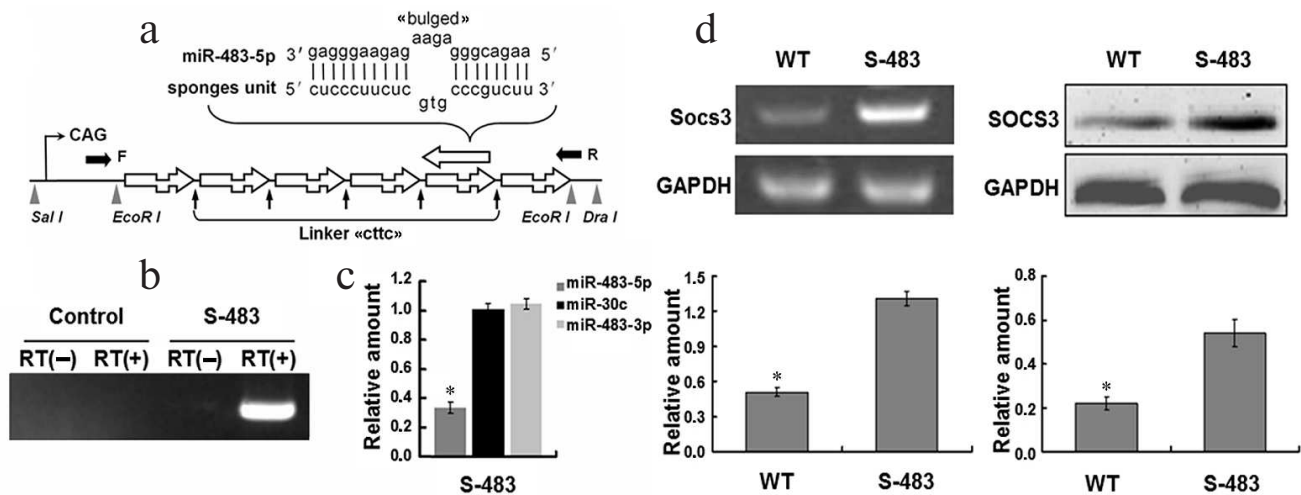 a
«bulged»
aaga
miR-483-5p 3′ gagggaagag gggcagaa 5′
sponges unit 5′ cucccuucuc cccgucuu 3′
gtg
CAG
F
R
Sal I
EcoR I
EcoR I
Dra I
Linker «cttc»
b
Control
S-483
RT(−) RT(+) RT(−) RT(+)
c
Relative amount
1.2
1.0
0.8
0.6
0.4
0.2
0.0
*
S-483
miR-483-5p
miR-30c
miR-483-3p
d
WT S-483
Socs3
GAPDH
WT S-483
SOCS3
GAPDH
Relative amount
1.5
1.2
0.9
0.6
0.3
0.0
*
WT S-483
Relative amount
0.8
0.6
0.4
0.2
0.0
*
WT S-483